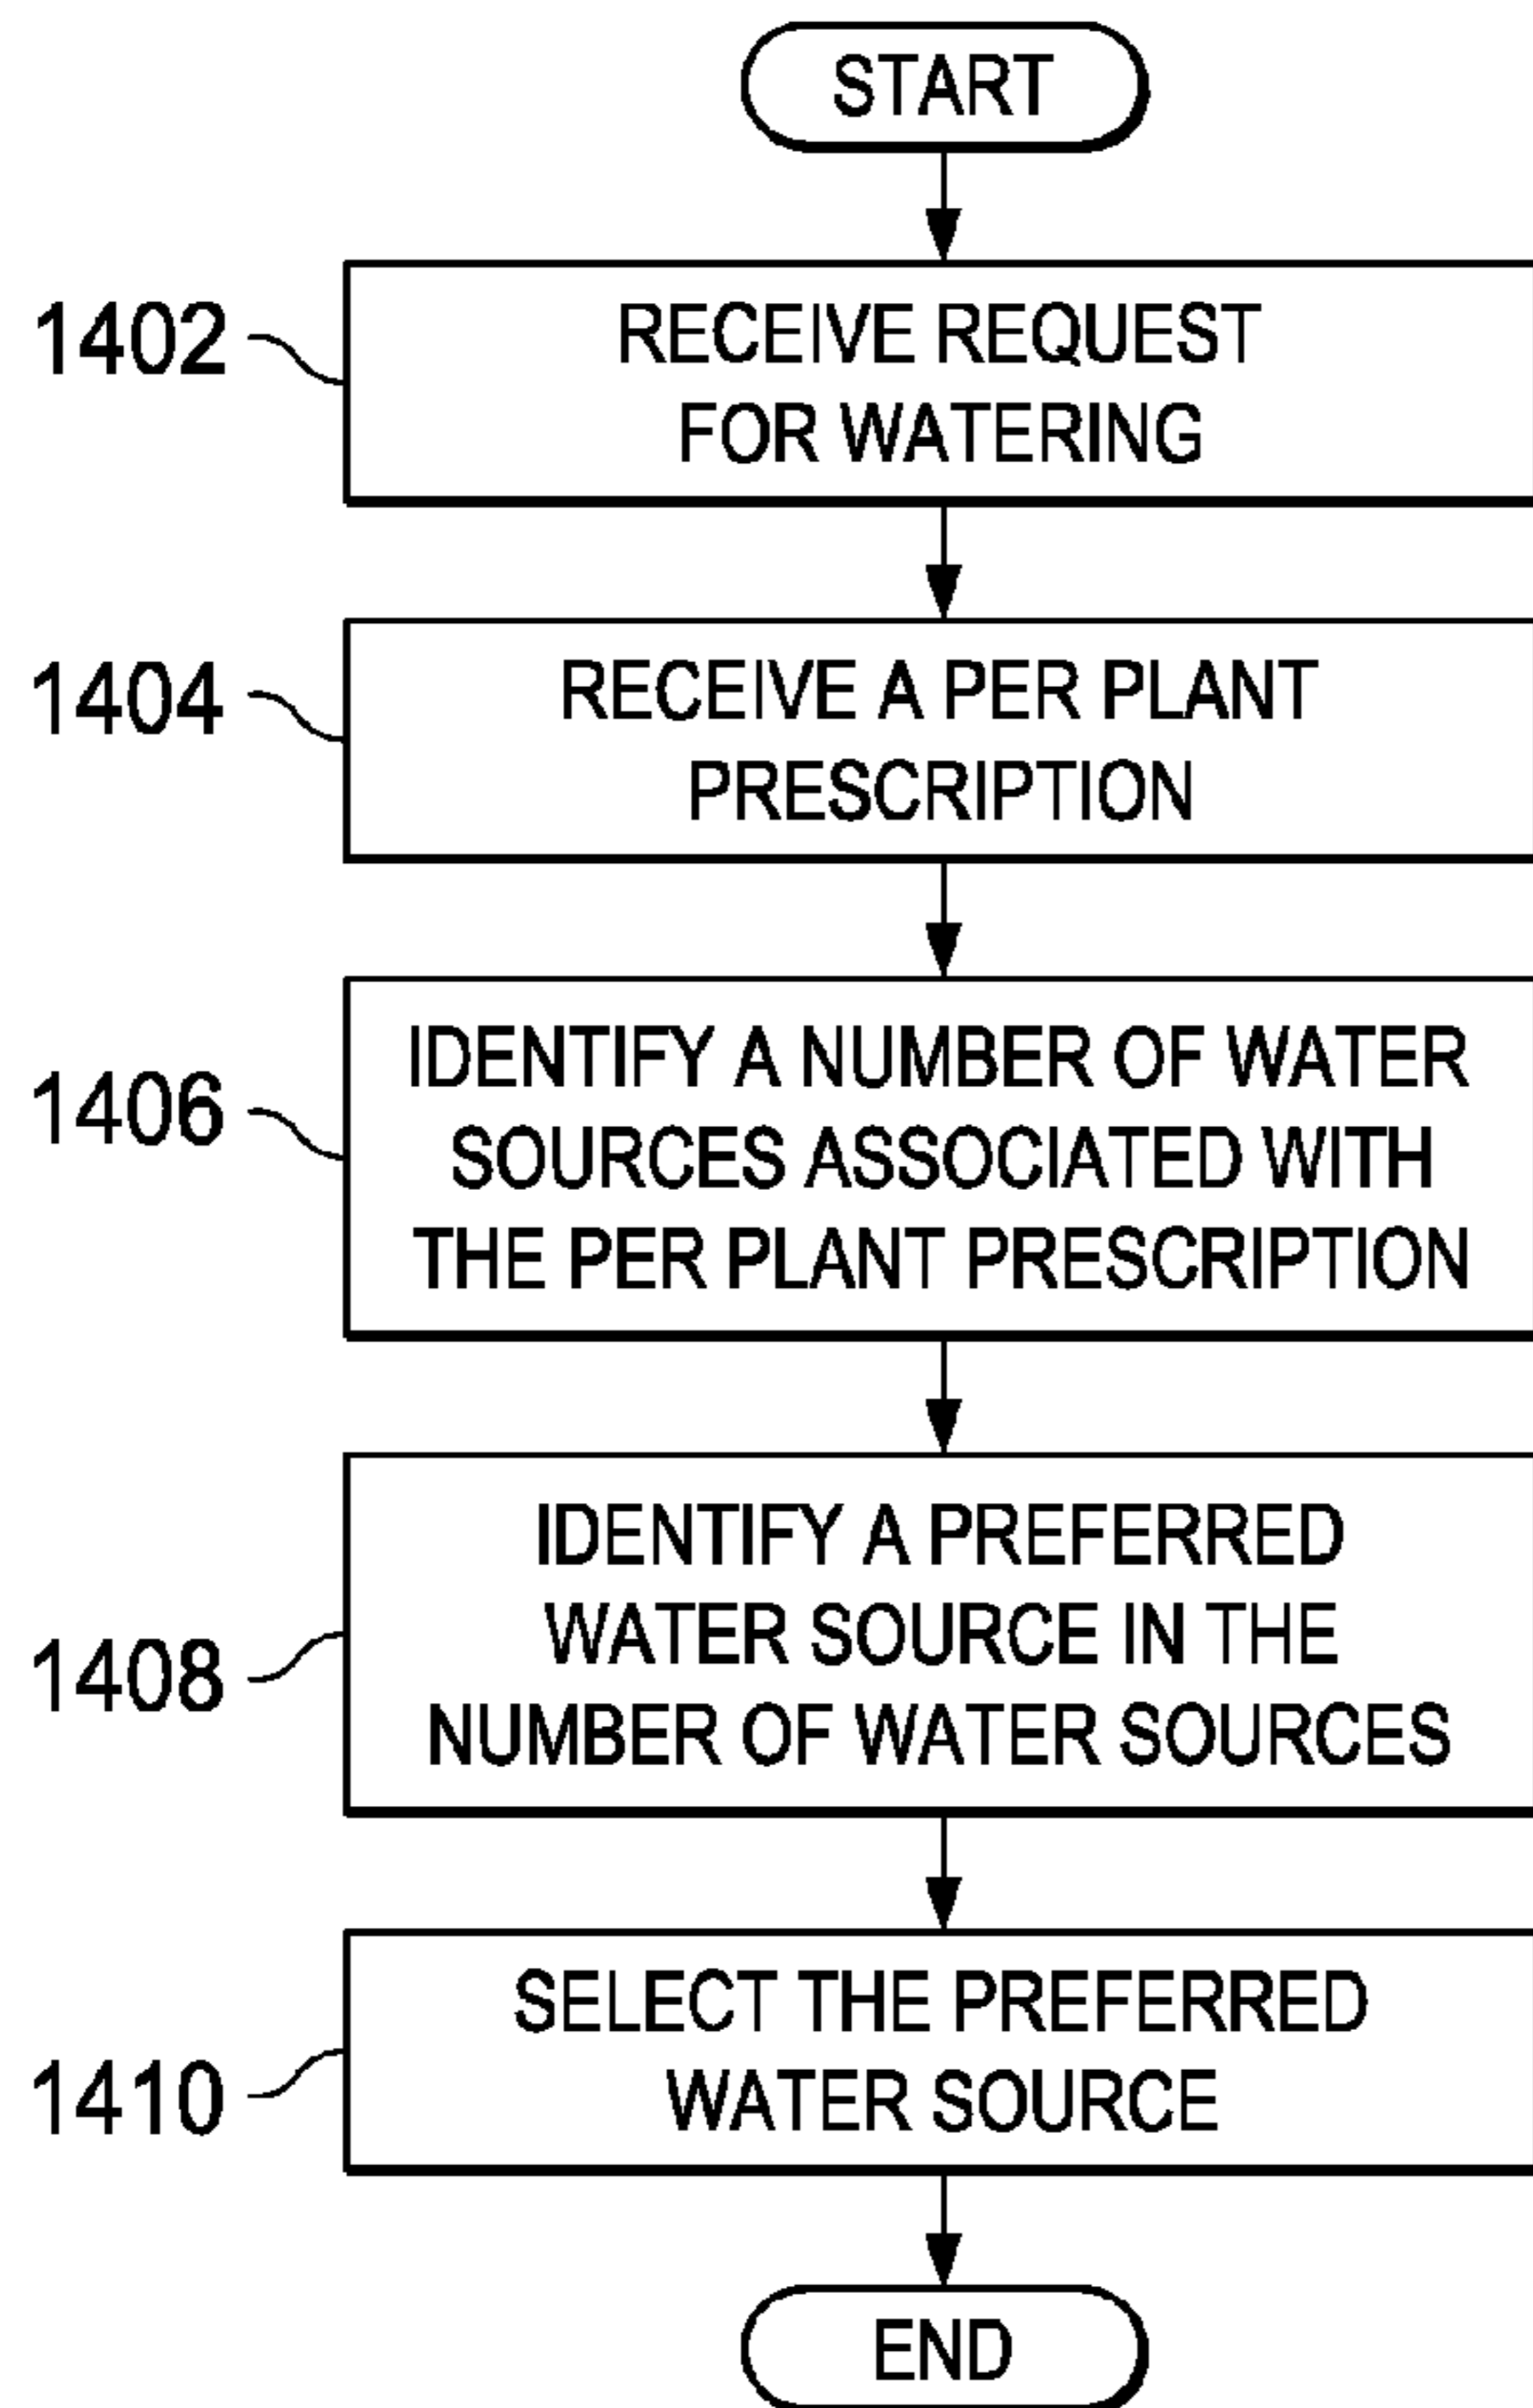 START
1402
RECEIVE REQUEST
FOR WATERING
1404
RECEIVE A PER PLANT
PRESCRIPTION
1406
IDENTIFY A NUMBER OF WATER
SOURCES ASSOCIATED WITH
THE PER PLANT PRESCRIPTION
1408
IDENTIFY A PREFERRED
WATER SOURCE IN THE
NUMBER OF WATER SOURCES
1410
SELECT THE PREFERRED
WATER SOURCE
END